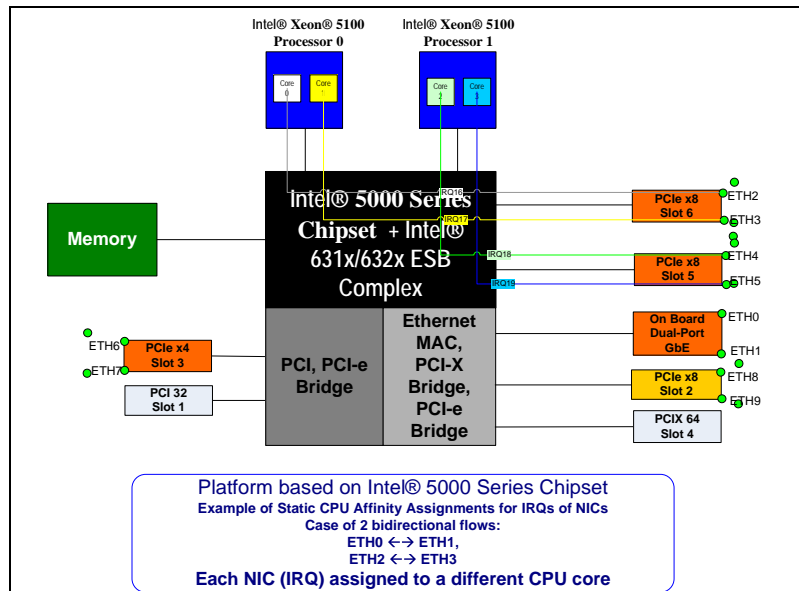 Intel® Xeon® 5100
Processor 0
Intel® Xeon® 5100
Processor 1
Core
0
Core
1
Core
2
Core
3
Memory
Intel® 5000 Series
Chipset + Intel®
631x/632x ESB
Complex
IRQ16
IRQ17
IRQ18
IRQ19
PCIe x8
Slot 6
ETH2
ETH3
PCIe x8
Slot 5
ETH4
ETH5
On Board
Dual-Port
GbE
ETH0
ETH1
PCIe x8
Slot 2
ETH8
ETH9
PCIX 64
Slot 4
ETH6
ETH7
PCIe x4
Slot 3
PCI 32
Slot 1
PCI, PCI-e
Bridge
Ethernet
MAC,
PCI-X
Bridge,
PCI-e
Bridge
Platform based on Intel® 5000 Series Chipset
Example of Static CPU Affinity Assignments for IRQs of NICs
Case of 2 bidirectional flows:
ETH0 ←→ ETH1,
ETH2 ←→ ETH3
Each NIC (IRQ) assigned to a different CPU core